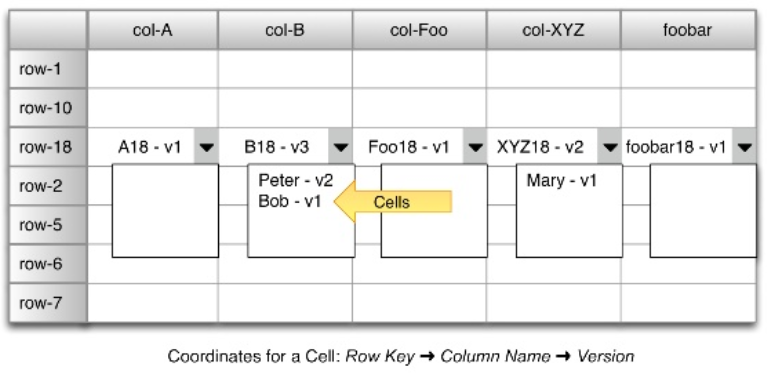 col-A col-B col-Foo col-XYZ foobar
row-1
row-10
row-18 A18 - v1 B18 - v3 Foo18 - v1 XYZ18 - v2 foobar18 - v1
row-2 Peter - v2 Mary - v1
row-5 Bob - v1 Cells
row-6
row-7
Coordinates for a Cell: Row Key ➜ Column Name ➜ Version